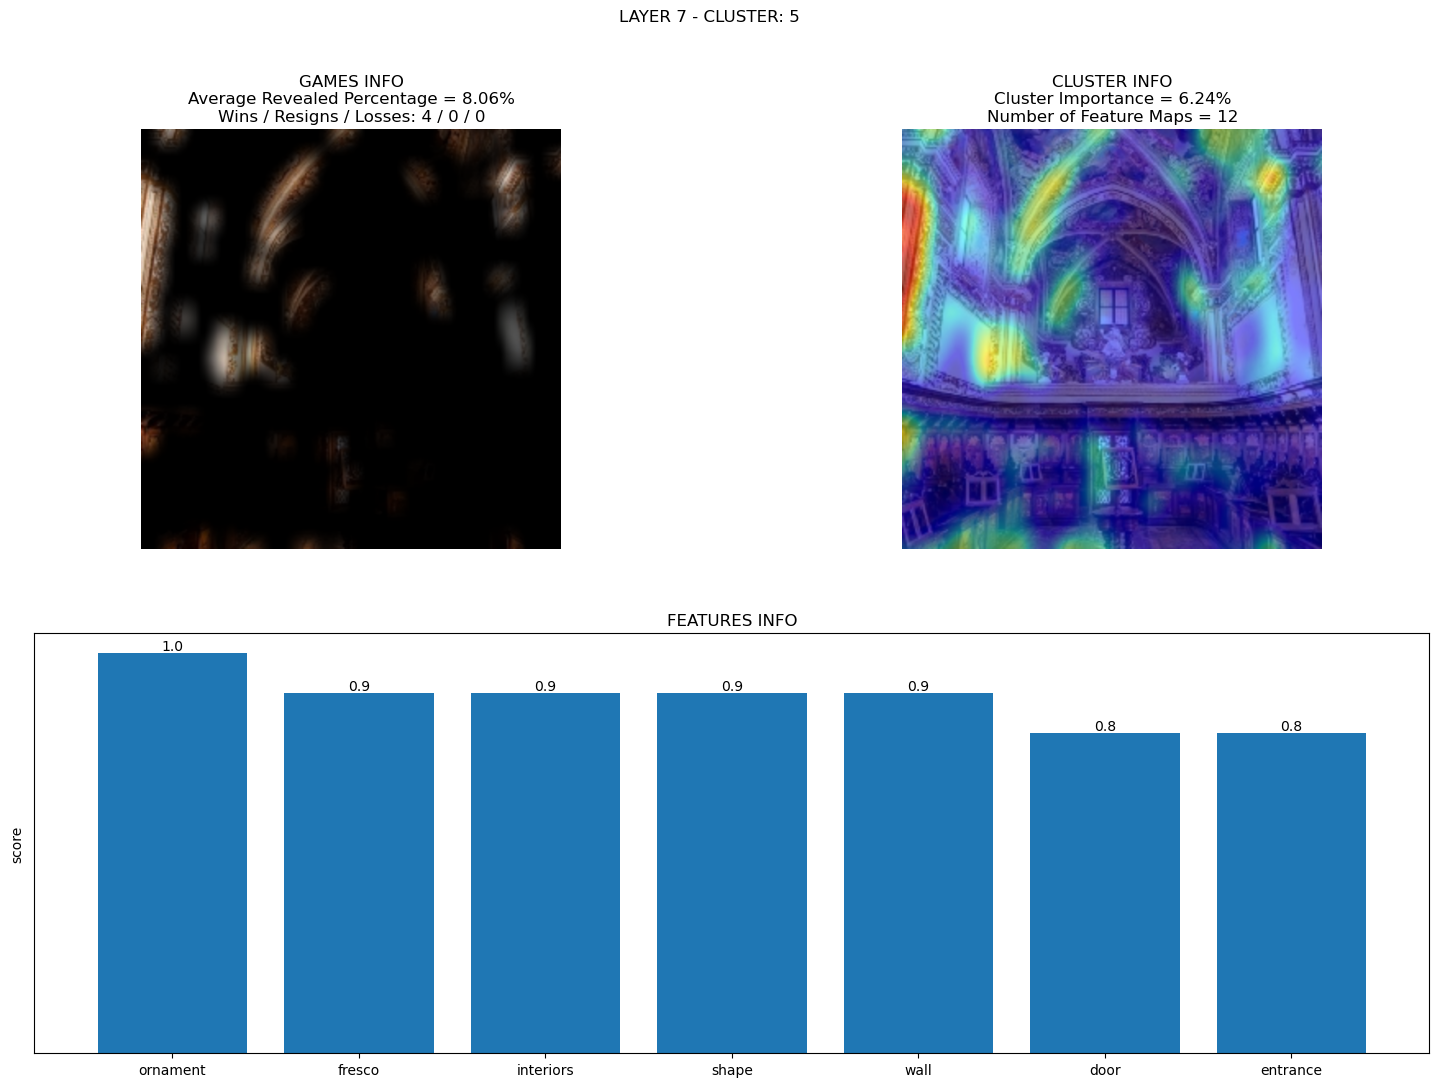 LAYER 7 - CLUSTER: 5
GAMES INFO
Average Revealed Percentage = 8.06%
Wins / Resigns / Losses: 4 / 0 / 0
CLUSTER INFO
Cluster Importance = 6.24%
Number of Feature Maps = 12
FEATURES INFO
1.0
0.9
0.9
0.9
0.9
0.8
0.8
score
ornament
fresco
interiors
shape
wall
door
entrance